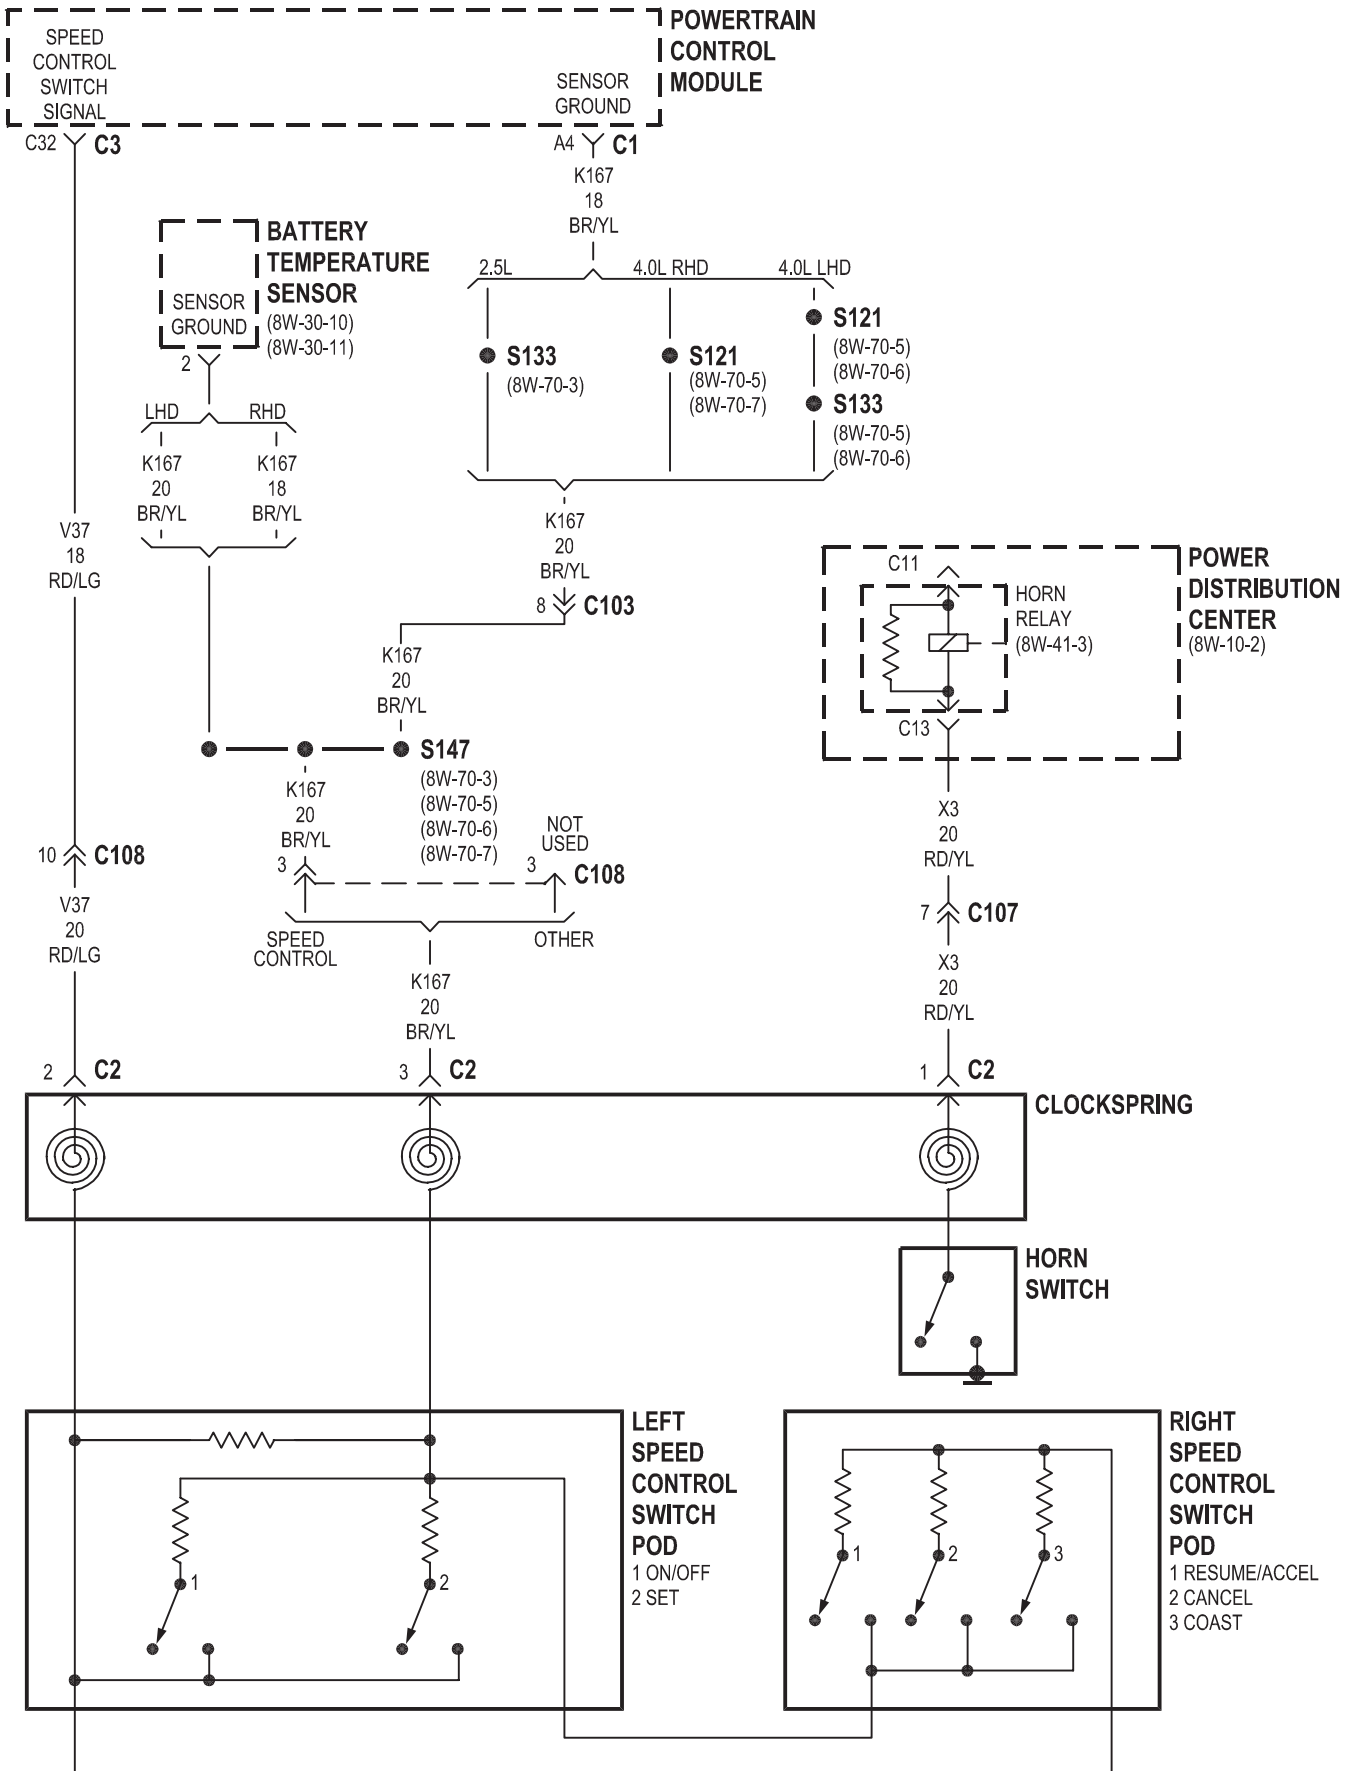 POWERTRAIN
CONTROL
MODULE
SPEED
CONTROL
SWITCH
SIGNAL
SENSOR
GROUND
C32
C3
A4
C1
K167
18
BR/YL
BATTERY
TEMPERATURE
SENSOR
(8W-30-10)
(8W-30-11)
SENSOR
GROUND
2
2.5L
4.0L RHD
4.0L LHD
S133
(8W-70-3)
S121
(8W-70-5)
(8W-70-7)
S121
(8W-70-5)
(8W-70-6)
S133
(8W-70-5)
(8W-70-6)
LHD
RHD
K167
20
BR/YL
K167
18
BR/YL
V37
18
RD/LG
K167
20
BR/YL
8
C103
K167
20
BR/YL
POWER
DISTRIBUTION
CENTER
(8W-10-2)
C11
HORN
RELAY
(8W-41-3)
C13
S147
(8W-70-3)
(8W-70-5)
(8W-70-6)
(8W-70-7)
K167
20
BR/YL
X3
20
RD/YL
NOT
USED
10
C108
3
3
C108
V37
20
RD/LG
SPEED
CONTROL
OTHER
7
C107
K167
20
BR/YL
X3
20
RD/YL
2
C2
3
C2
1
C2
CLOCKSPRING
HORN
SWITCH
LEFT
SPEED
CONTROL
SWITCH
POD
1 ON/OFF
2 SET
1
2
RIGHT
SPEED
CONTROL
SWITCH
POD
1 RESUME/ACCEL
2 CANCEL
3 COAST
1
2
3